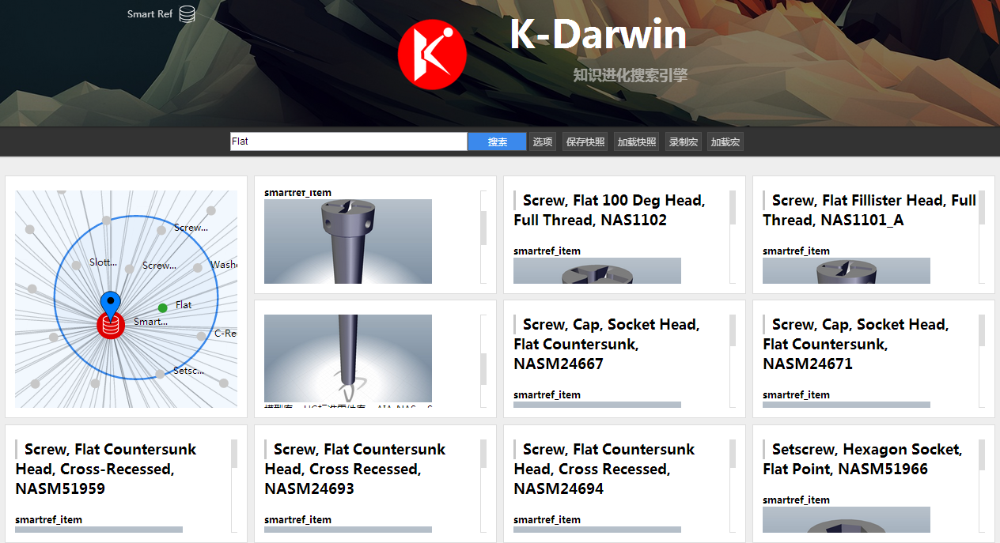 Smart Ref
K-Darwin
知识进化搜索引擎
Flat
搜索 选项 保存快照 加载快照 录制宏 加载宏
Screw...
Slott...
Screw...
Washe
Flat
Smart...
C-Re
Setsc...
smartref_item
Screw, Flat 100 Deg Head,
Full Thread, NAS1102
smartref_item
Screw, Flat Fillister Head, Full
Thread, NAS1101_A
smartref_item
Screw, Cap, Socket Head,
Flat Countersunk,
NASM24667
smartref_item
Screw, Cap, Socket Head,
Flat Countersunk,
NASM24671
smartref_item
Screw, Flat Countersunk
Head, Cross-Recessed,
NASM51959
smartref_item
Screw, Flat Countersunk
Head, Cross Recessed,
NASM24693
smartref_item
Screw, Flat Countersunk
Head, Cross Recessed,
NASM24694
smartref_item
Setscrew, Hexagon Socket,
Flat Point, NASM51966
smartref_item